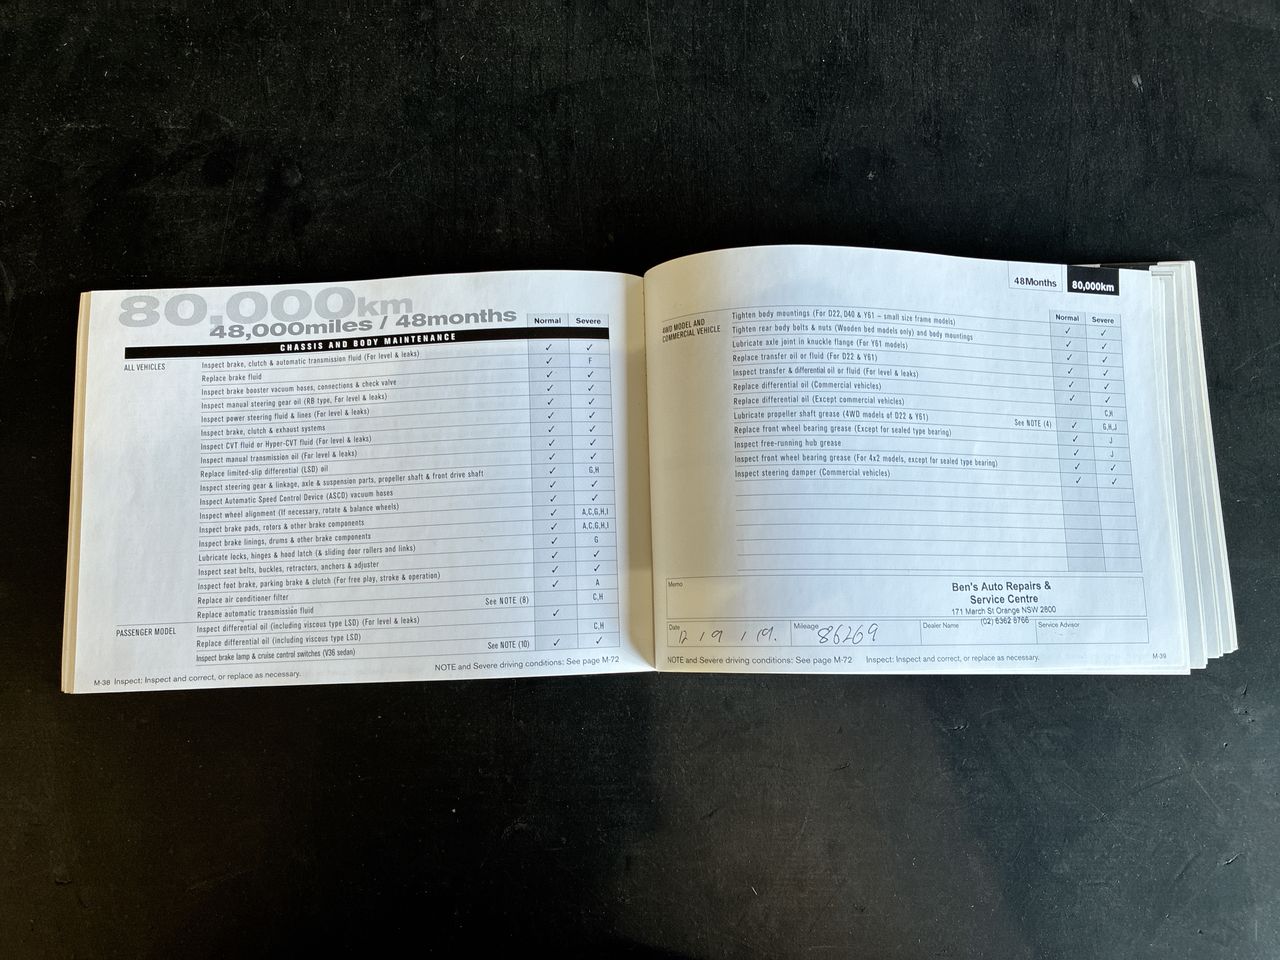 80,000km
48,000miles / 48months
Normal Severe
CHASSIS AND BODY MAINTENANCE
ALL VEHICLES
Inspect brake, clutch & automatic transmission fluid (For level & leaks) ✓ ✓
Replace brake fluid ✓ F
Inspect brake booster vacuum hoses, connections & check valve ✓ ✓
Inspect manual steering gear oil (RB type, For level & leaks) ✓ ✓
Inspect power steering fluid & lines (For level & leaks) ✓ ✓
Inspect brake, clutch & exhaust systems ✓ ✓
Inspect CVT fluid or Hyper-CVT fluid (For level & leaks) ✓ ✓
Inspect manual transmission oil (For level & leaks) ✓ ✓
Replace limited-slip differential (LSD) oil ✓ ✓
Inspect steering gear & linkage, axle & suspension parts, propeller shaft & front drive shaft ✓ G,H
Inspect Automatic Speed Control Device (ASCD) vacuum hoses ✓ ✓
Inspect wheel alignment (If necessary, rotate & balance wheels) ✓ ✓
Inspect brake pads, rotors & other brake components ✓ A,C,G,H,I
Inspect brake linings, drums & other brake components ✓ A,C,G,H,I
Lubricate locks, hinges & hood latch (& sliding door rollers and links) ✓ G
Inspect seat belts, buckles, retractors, anchors & adjuster ✓ ✓
Inspect foot brake, parking brake & clutch (For free play, stroke & operation) ✓ ✓
Replace air conditioner filter ✓ A
Replace automatic transmission fluid See NOTE (8) C,H
PASSENGER MODEL
Inspect differential oil (including viscous type LSD) (For level & leaks) ✓
Replace differential oil (including viscous type LSD) C,H
Inspect brake lamp & cruise control switches (V36 sedan) See NOTE (10) ✓ ✓
NOTE and Severe driving conditions: See page M-72
M-38 Inspect: Inspect and correct, or replace as necessary.
48Months 80,000km
Normal Severe
4WD MODEL AND
COMMERCIAL VEHICLE
Tighten body mountings (For D22, D40 & Y61 – small size frame models) ✓ ✓
Tighten rear body bolts & nuts (Wooden bed models only) and body mountings ✓ ✓
Lubricate axle joint in knuckle flange (For Y61 models) ✓ ✓
Replace transfer oil or fluid (For D22 & Y61) ✓ ✓
Inspect transfer & differential oil or fluid (For level & leaks) ✓ ✓
Replace differential oil (Commercial vehicles) ✓ ✓
Replace differential oil (Except commercial vehicles) C,H
Lubricate propeller shaft grease (4WD models of D22 & Y61) See NOTE (4) ✓ G,H,J
Replace front wheel bearing grease (Except for sealed type bearing) ✓ J
Inspect free-running hub grease ✓ J
Inspect front wheel bearing grease (For 4x2 models, except for sealed type bearing) ✓ ✓
Inspect steering damper (Commercial vehicles) ✓ ✓
Memo
Ben's Auto Repairs &
Service Centre
171 March St Orange NSW 2800
(02) 6362 8766
Date 12 / 9 / 19. Mileage 86269 Dealer Name Service Advisor
NOTE and Severe driving conditions: See page M-72 Inspect: Inspect and correct, or replace as necessary.
M-39